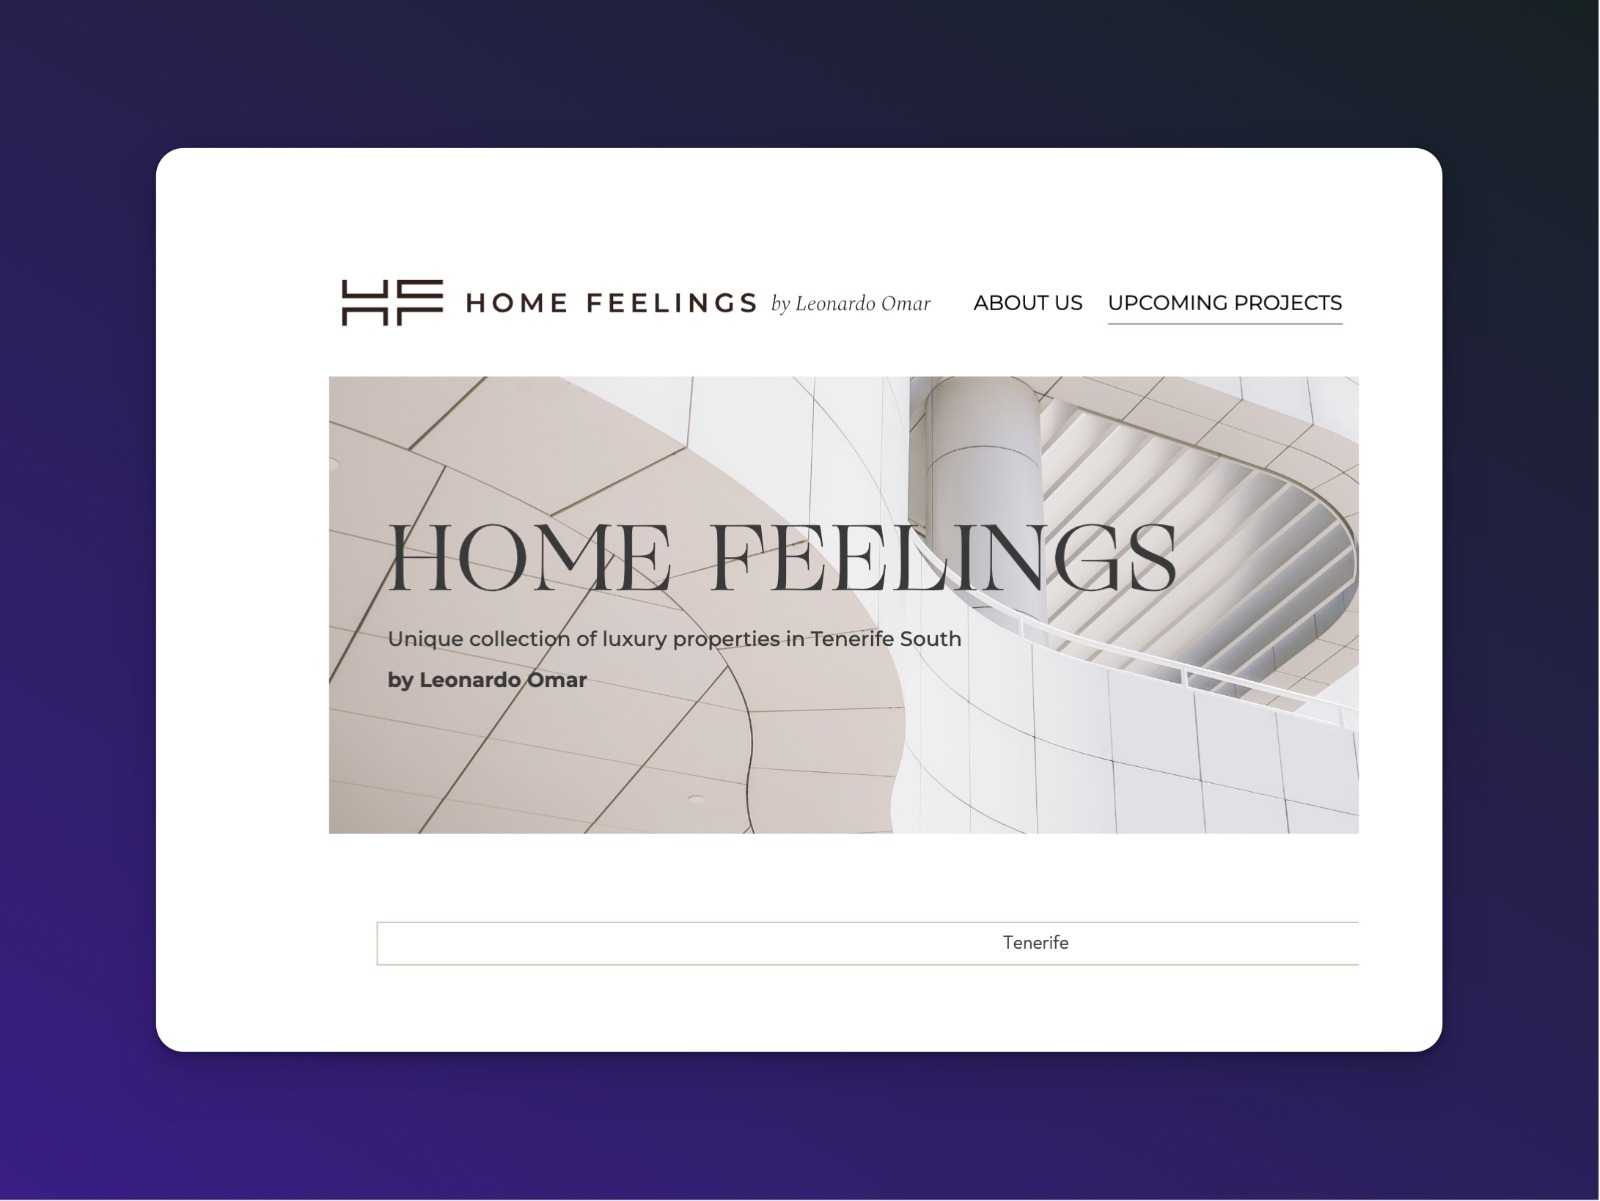 HF HOME FEELINGS by Leonardo Omar ABOUT US UPCOMING PROJECTS
HOME FEELINGS
Unique collection of luxury properties in Tenerife South
by Leonardo Omar
Tenerife